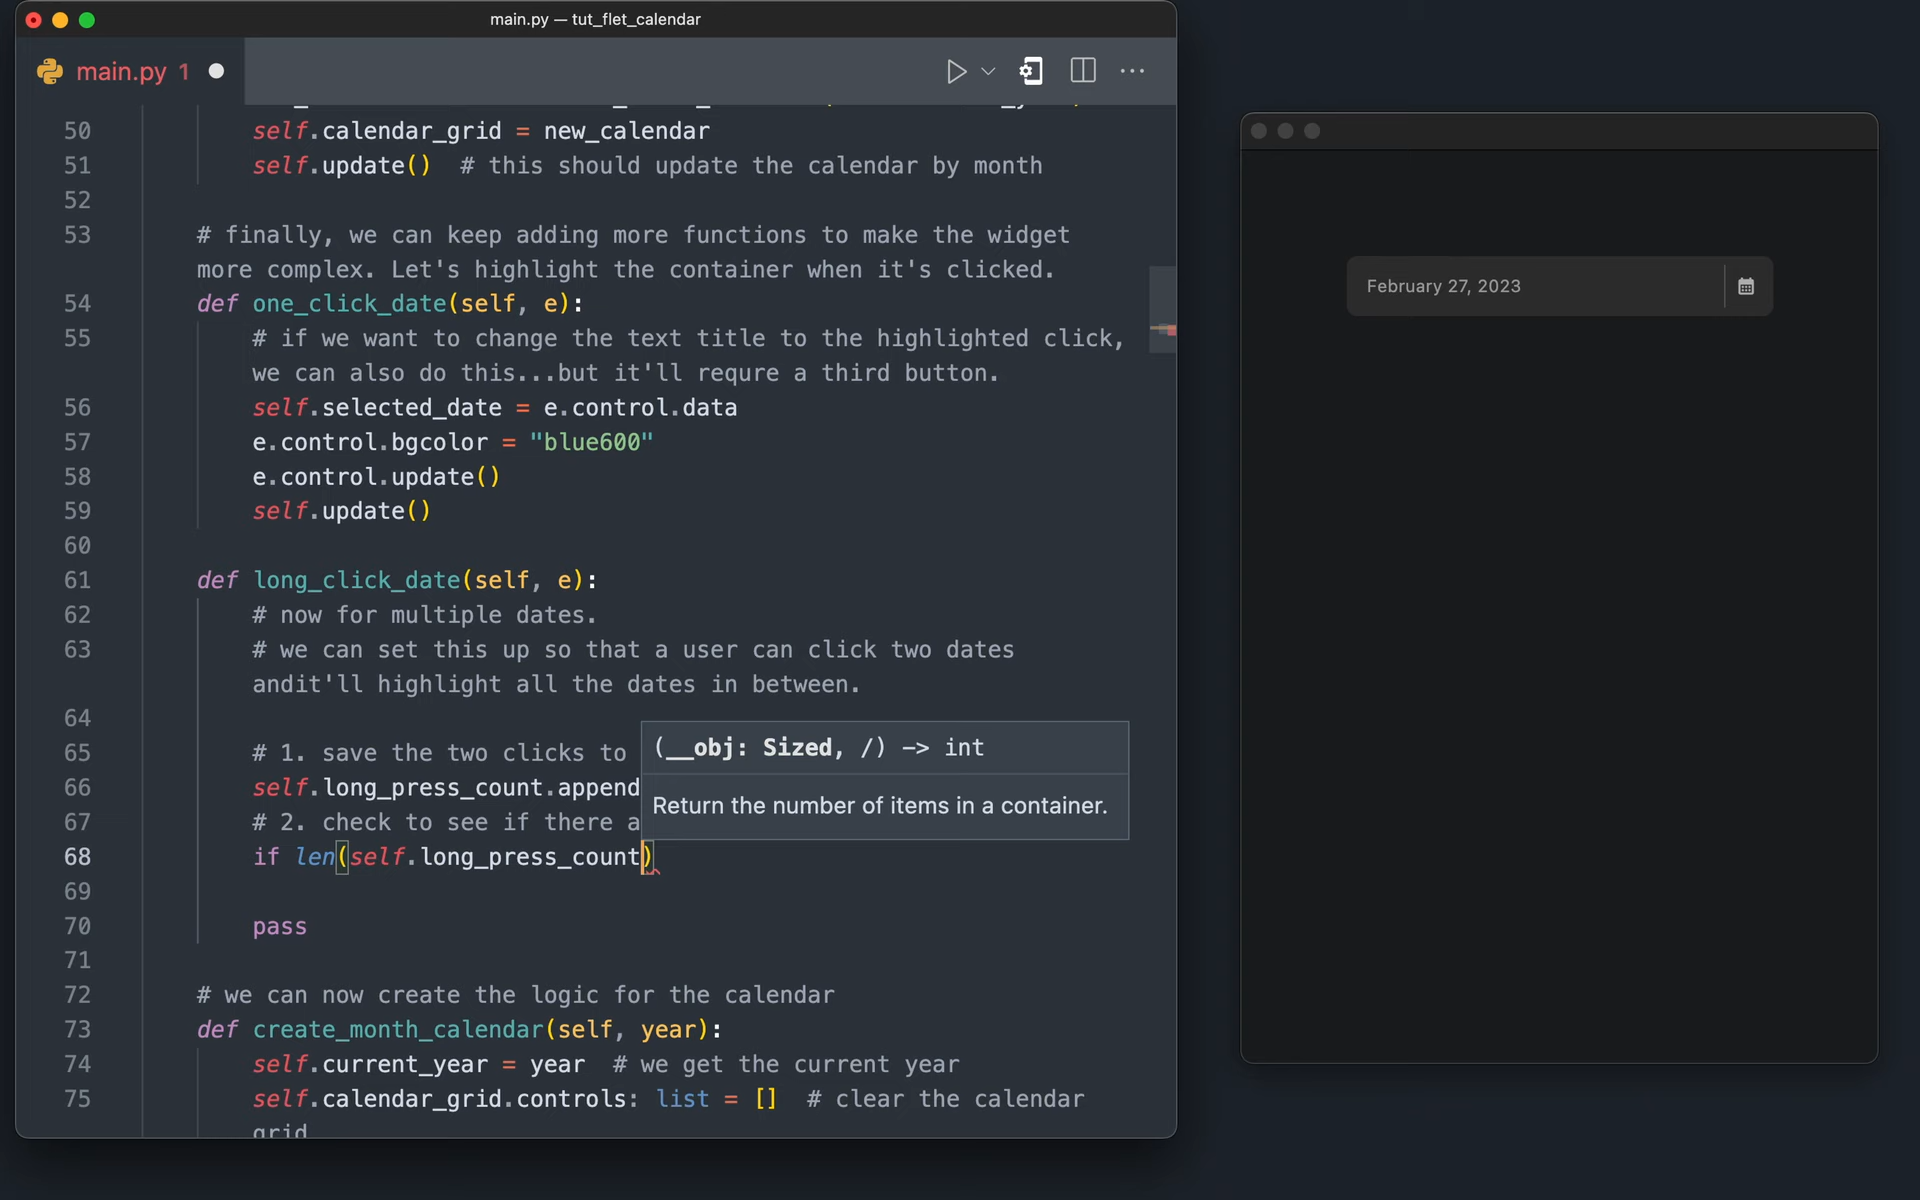 main.py — tut_flet_calendar
main.py 1
50 self.calendar_grid = new_calendar
51 self.update()  # this should update the calendar by month
52
53 # finally, we can keep adding more functions to make the widget
more complex. Let's highlight the container when it's clicked.
54 def one_click_date(self, e):
55 # if we want to change the text title to the highlighted click,
we can also do this...but it'll requre a third button.
56 self.selected_date = e.control.data
57 e.control.bgcolor = "blue600"
58 e.control.update()
59 self.update()
60
61 def long_click_date(self, e):
62 # now for multiple dates.
63 # we can set this up so that a user can click two dates
andit'll highlight all the dates in between.
64
65 # 1. save the two clicks to
66 self.long_press_count.append
67 # 2. check to see if there a
68 if len(self.long_press_count)
69
70 pass
71
72 # we can now create the logic for the calendar
73 def create_month_calendar(self, year):
74 self.current_year = year  # we get the current year
75 self.calendar_grid.controls: list = []  # clear the calendar
grid
(__obj: Sized, /) -> int
Return the number of items in a container.
February 27, 2023